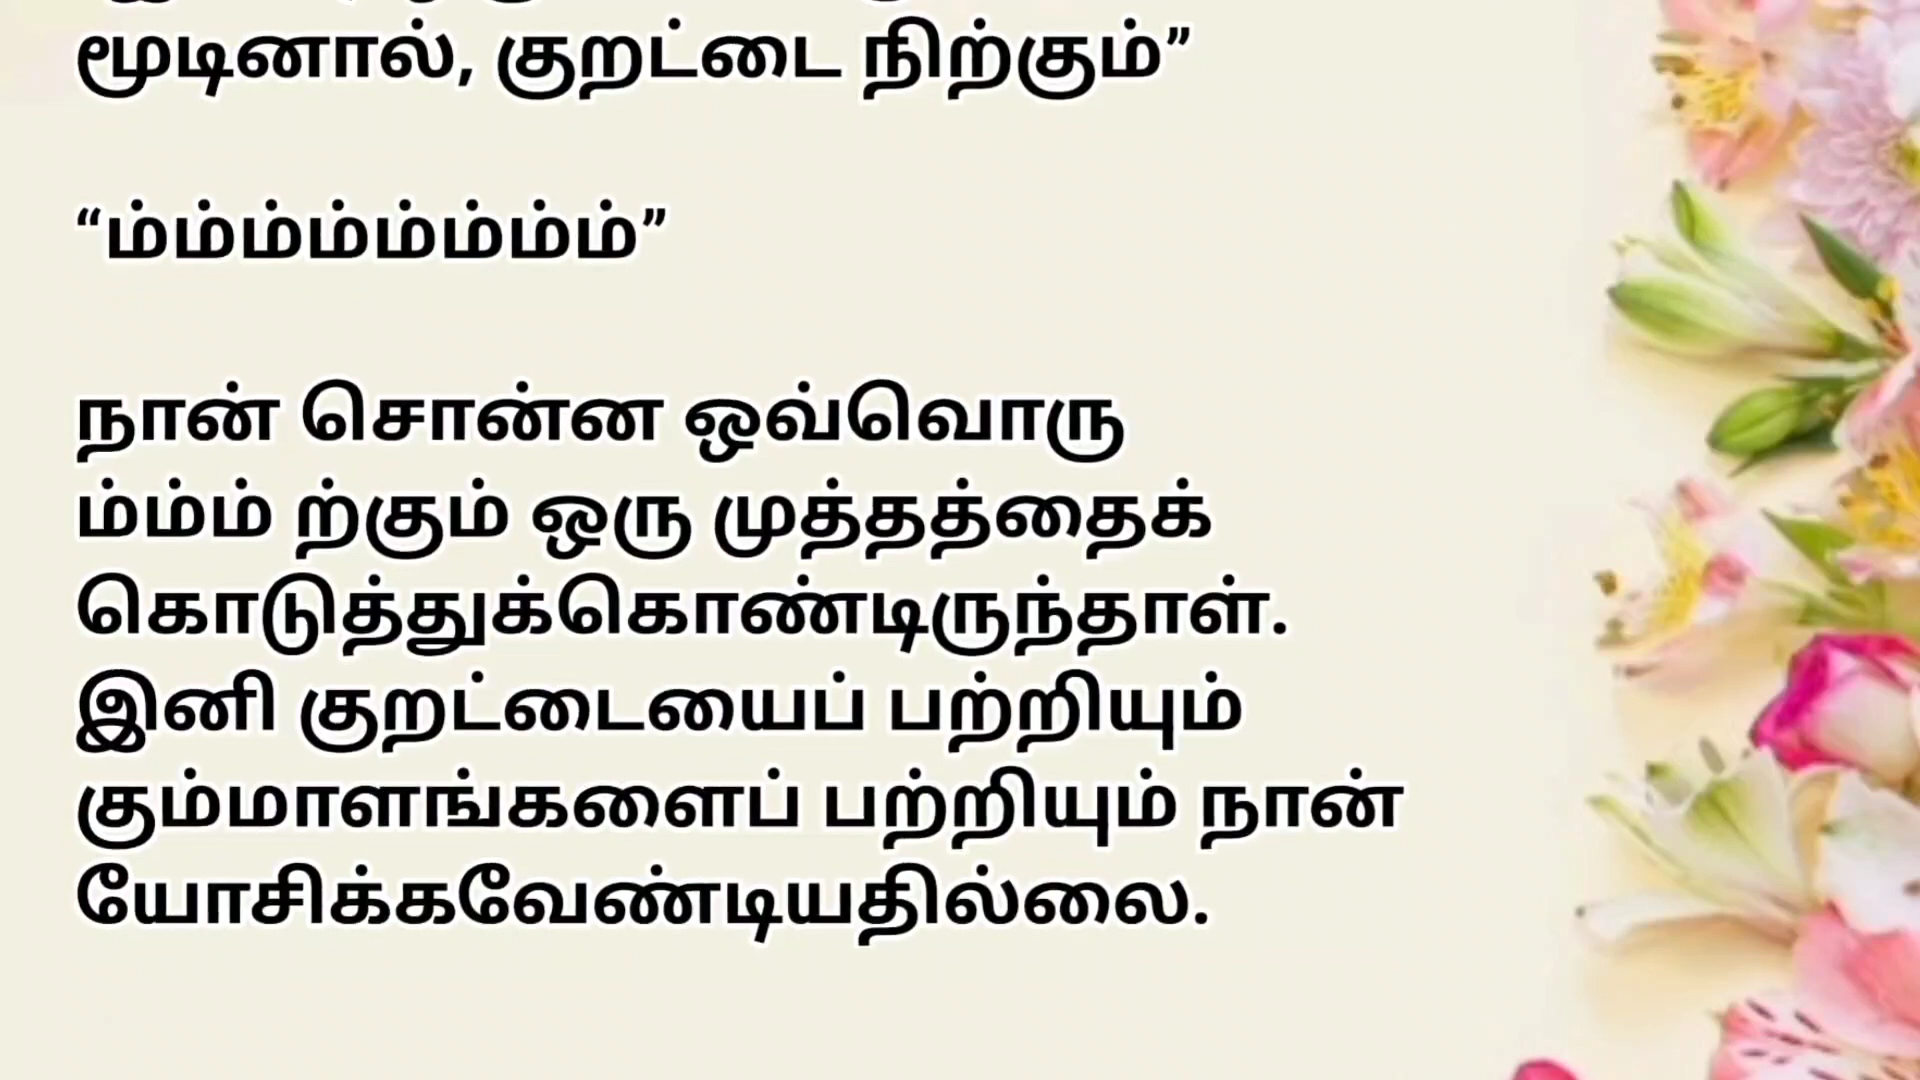 மூடினால், குறட்டை நிற்கும்”
“ம்ம்ம்ம்ம்ம்ம்ம்”
நான் சொன்ன ஒவ்வொரு
ம்ம்ம் ற்கும் ஒரு முத்தத்தைக்
கொடுத்துக்கொண்டிருந்தாள்.
இனி குறட்டையைப் பற்றியும்
கும்மாளங்களைப் பற்றியும் நான்
யோசிக்கவேண்டியதில்லை.